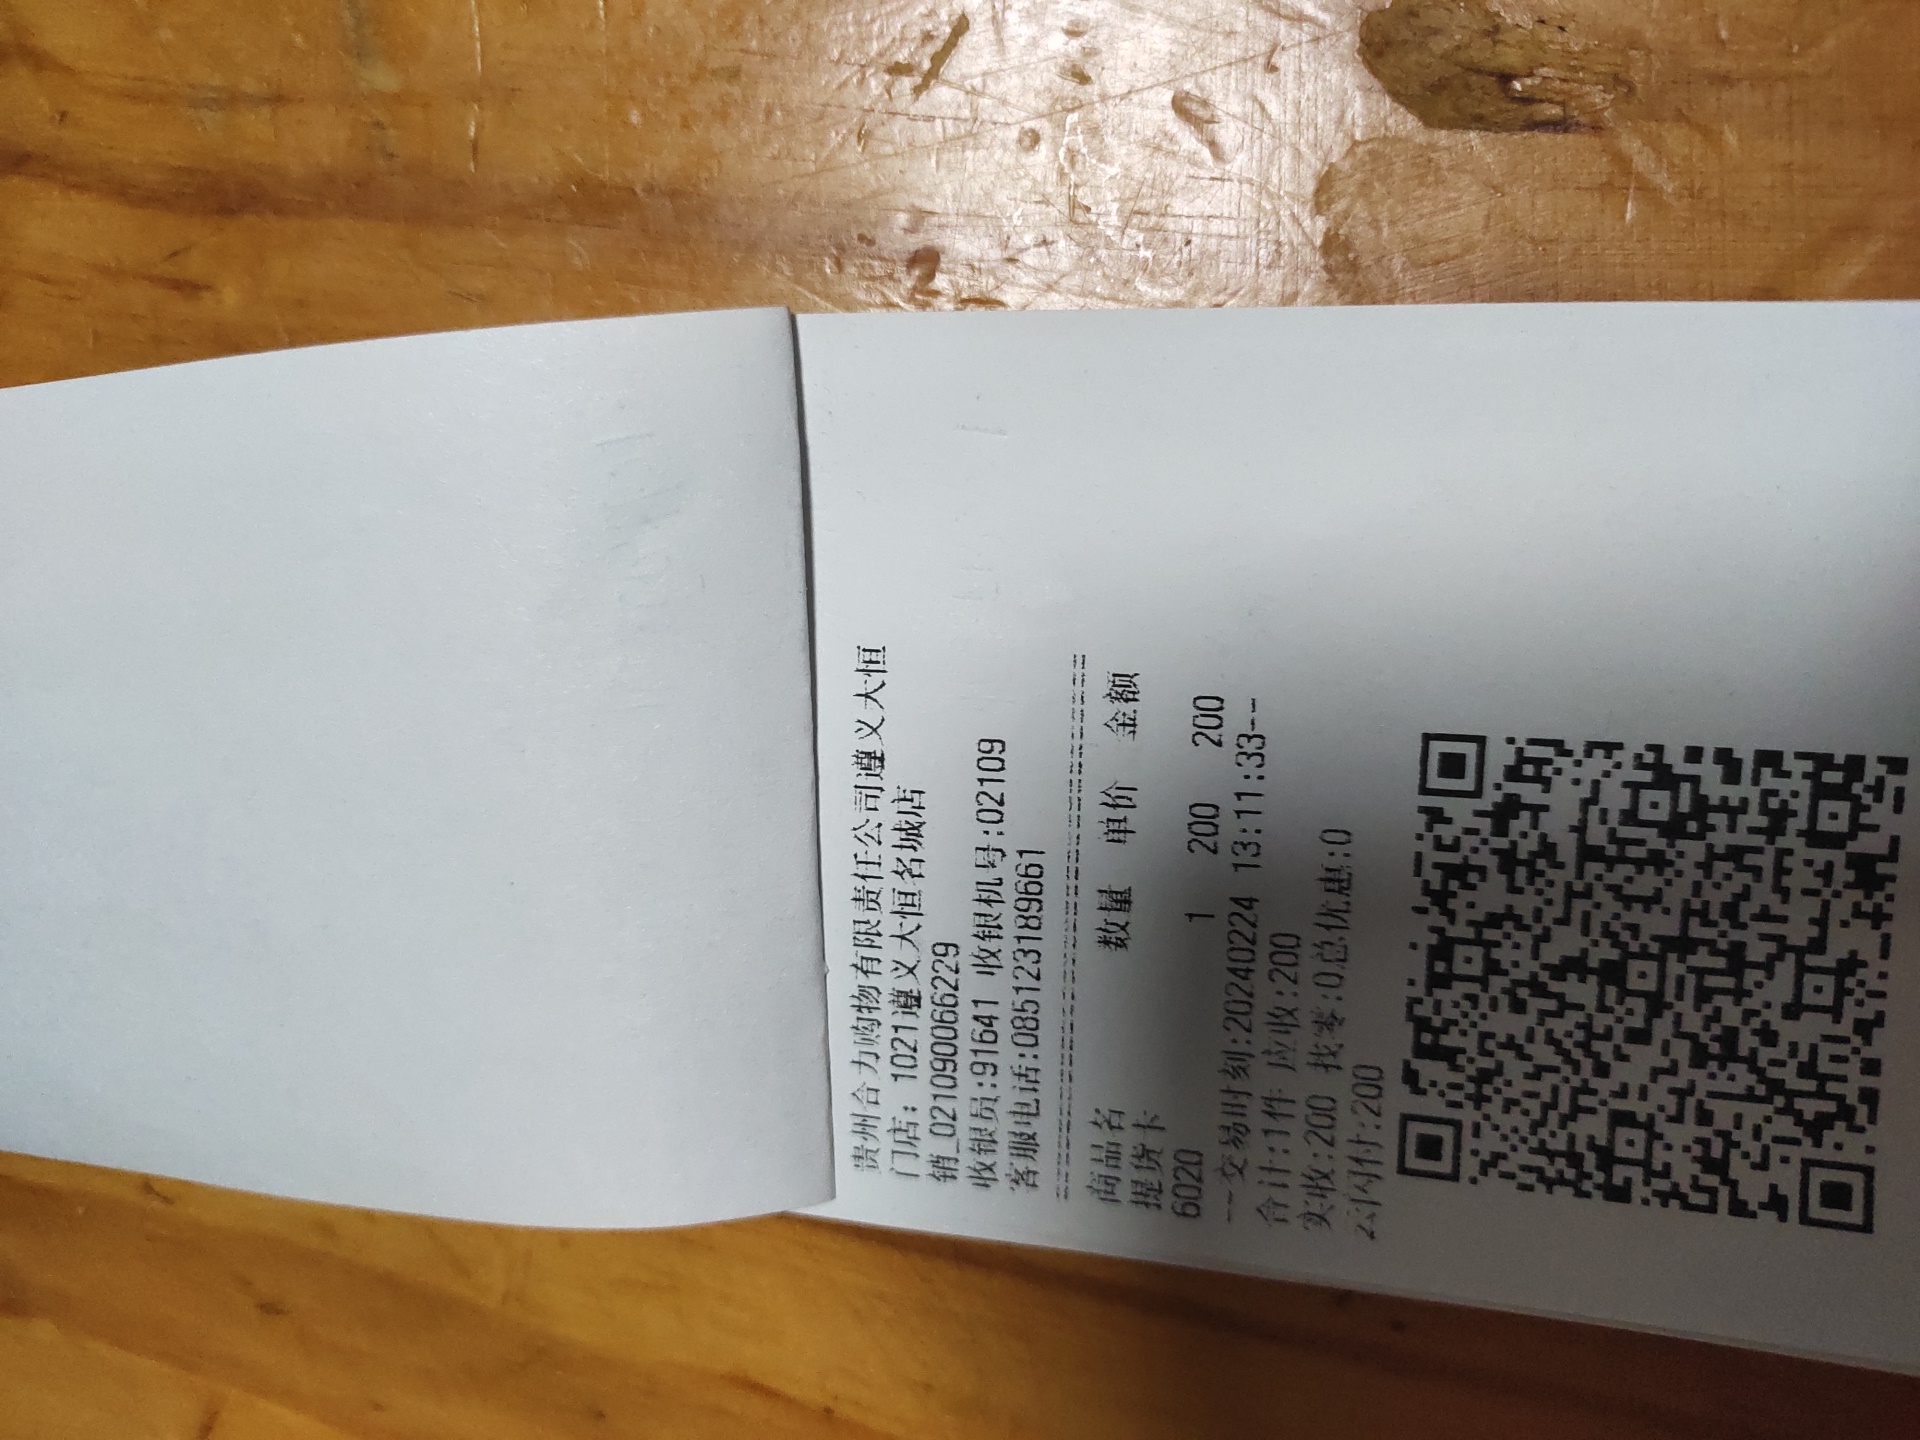 贵州合力购物有限责任公司遵义大恒
门店: 1021遵义大恒名城店
销_021090066229
收银员:91641 收银机号:02109
客服电话:085123189661
商品名 数量 单价 金额
提货卡
6020 1 200 200
--交易时刻:20240224 13:11:33--
合计:1件 应收:200
实收:200 找零:0总优惠:0
云闪付:200